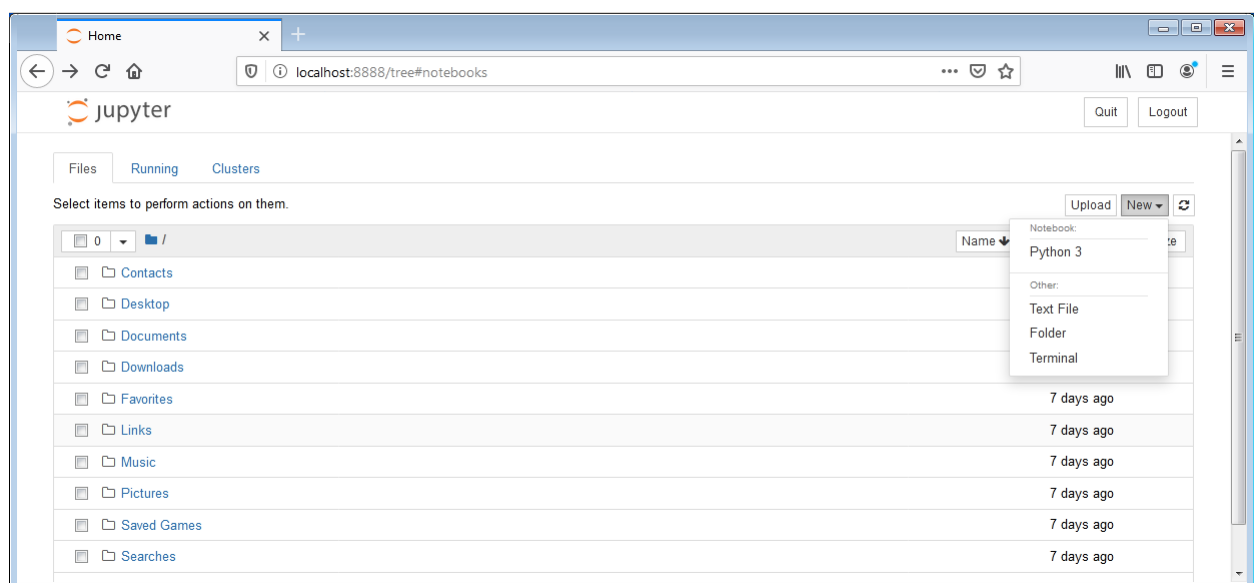 Home
localhost:8888/tree#notebooks
jupyter
Quit Logout
Files Running Clusters
Select items to perform actions on them.
Upload New
0 / Name ze
Notebook:
Python 3
Other:
Text File
Folder
Terminal
Contacts
Desktop
Documents
Downloads
Favorites 7 days ago
Links 7 days ago
Music 7 days ago
Pictures 7 days ago
Saved Games 7 days ago
Searches 7 days ago